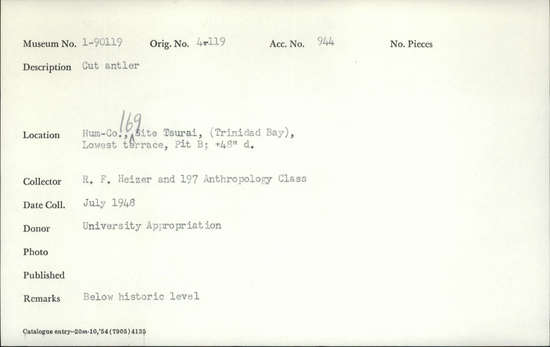 Museum No. 1-90119 Orig. No. 4-119 Acc. No. 944 No. Pieces
Description Cut antler
169
Location Hum-Co., Site Tsurai, (Trinidad Bay),
Lowest terrace, Pit B; +48" d.
Collector R. F. Heizer and 197 Anthropology Class
Date Coll. July 1948
Donor University Appropriation
Photo
Published
Remarks Below historic level
Catalogue entry—20m-10,'54 (7905) 4135